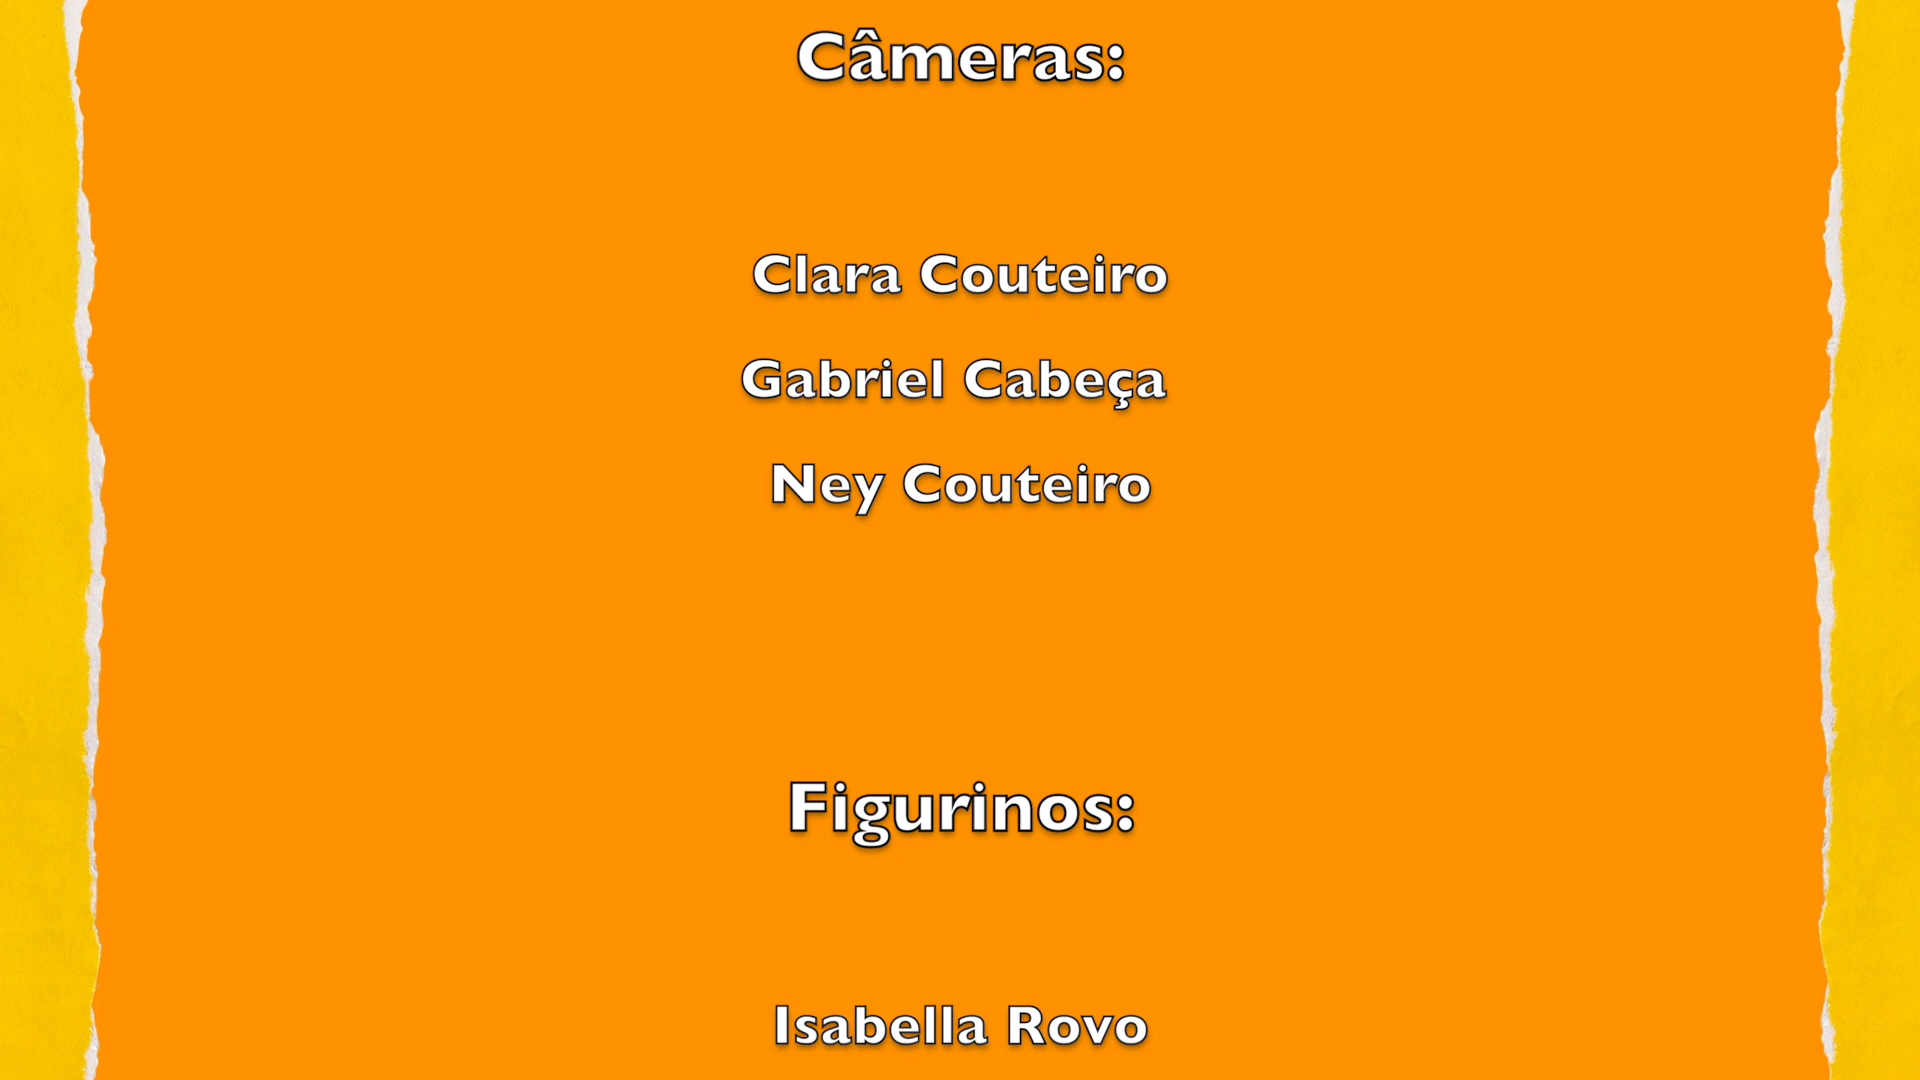 Câmeras:
Clara Couteiro
Gabriel Cabeça
Ney Couteiro
Figurinos:
Isabella Rovo